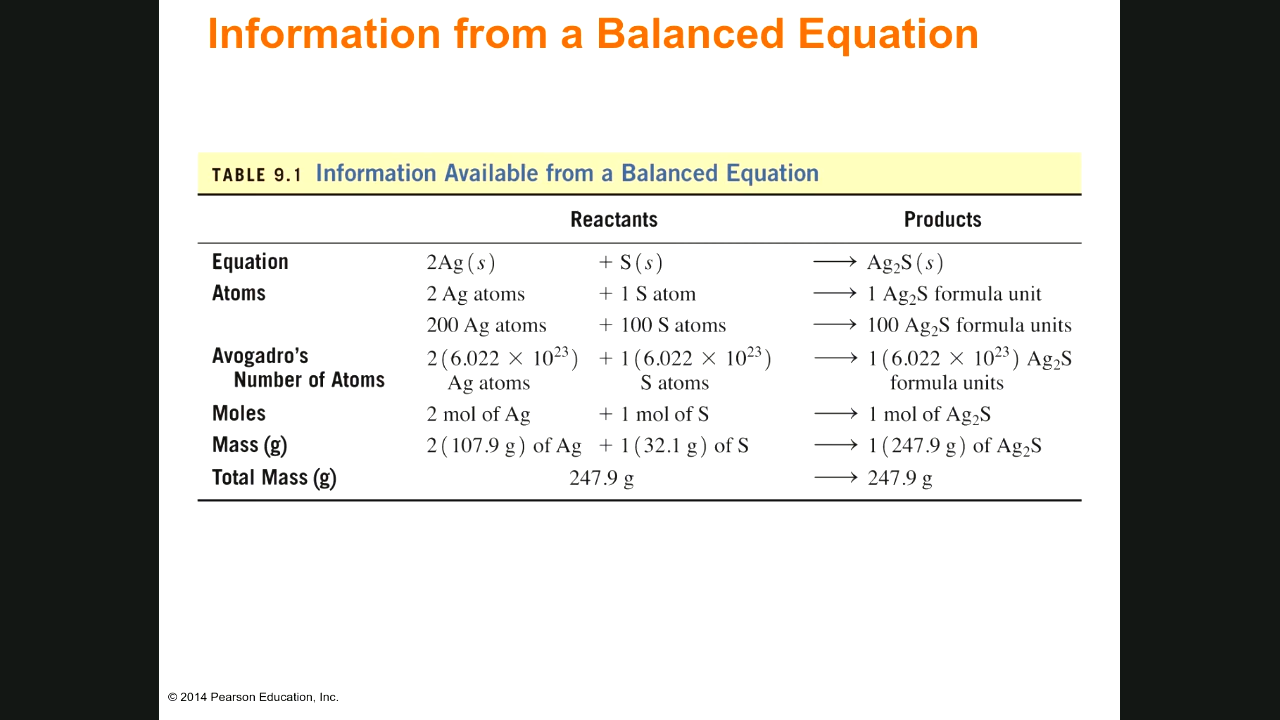 Information from a Balanced Equation
TABLE 9.1 Information Available from a Balanced Equation
Reactants Products
Equation 2Ag(s) + S(s) ⟶ Ag₂S(s)
Atoms 2 Ag atoms + 1 S atom ⟶ 1 Ag₂S formula unit
200 Ag atoms + 100 S atoms ⟶ 100 Ag₂S formula units
Avogadro's 2(6.022 × 10²³) + 1(6.022 × 10²³) ⟶ 1(6.022 × 10²³) Ag₂S
Number of Atoms Ag atoms S atoms formula units
Moles 2 mol of Ag + 1 mol of S ⟶ 1 mol of Ag₂S
Mass (g) 2(107.9 g) of Ag + 1(32.1 g) of S ⟶ 1(247.9 g) of Ag₂S
Total Mass (g) 247.9 g ⟶ 247.9 g
© 2014 Pearson Education, Inc.